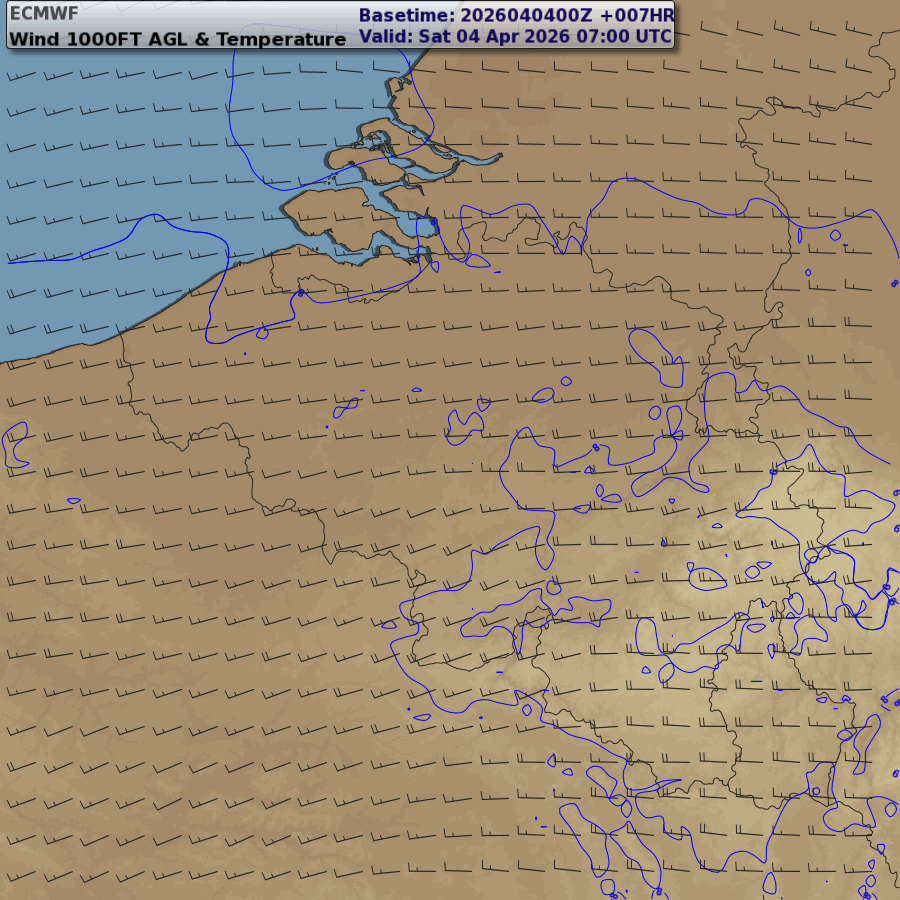 ECMWF
Basetime: 2026040400Z +007HR
Wind 1000FT AGL & Temperature
Valid: Sat 04 Apr 2026 07:00 UTC